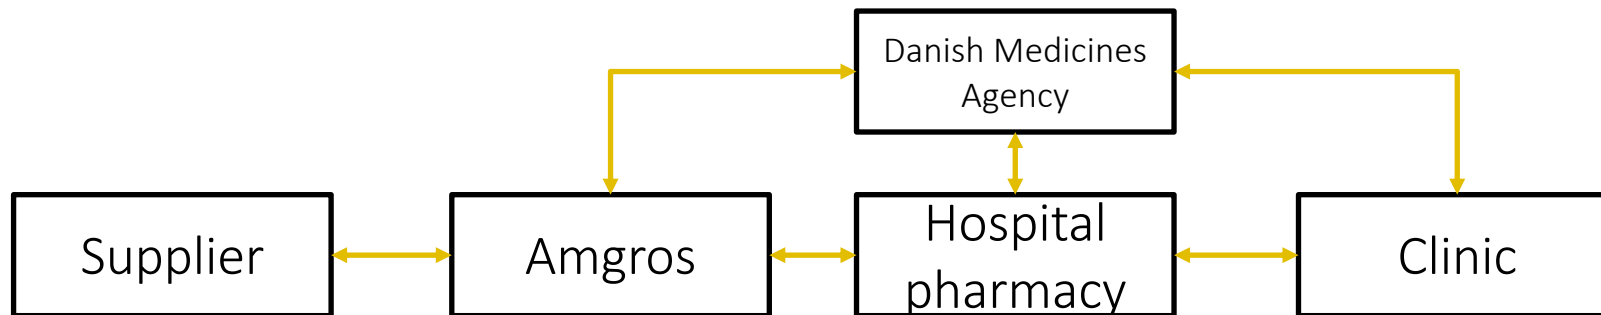 Danish Medicines
Agency
Supplier
Amgros
Hospital
pharmacy
Clinic